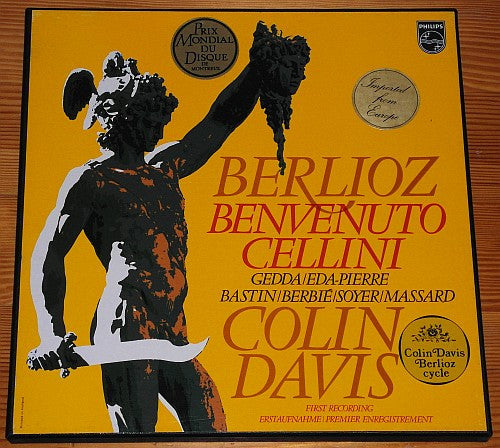 PRIX
MONDIAL
DU
DISQUE
DE
MONTREUX
PHILIPS
Imported
from
Europe
BERLIOZ
BENVENUTO
CELLINI
GEDDA/EDA-PIERRE
BASTIN/BERBIÉ/SOYER/MASSARD
COLIN
DAVIS
Colin Davis
Berlioz
cycle
FIRST RECORDING
ERSTAUFNAHME/PREMIER ENREGISTREMENT